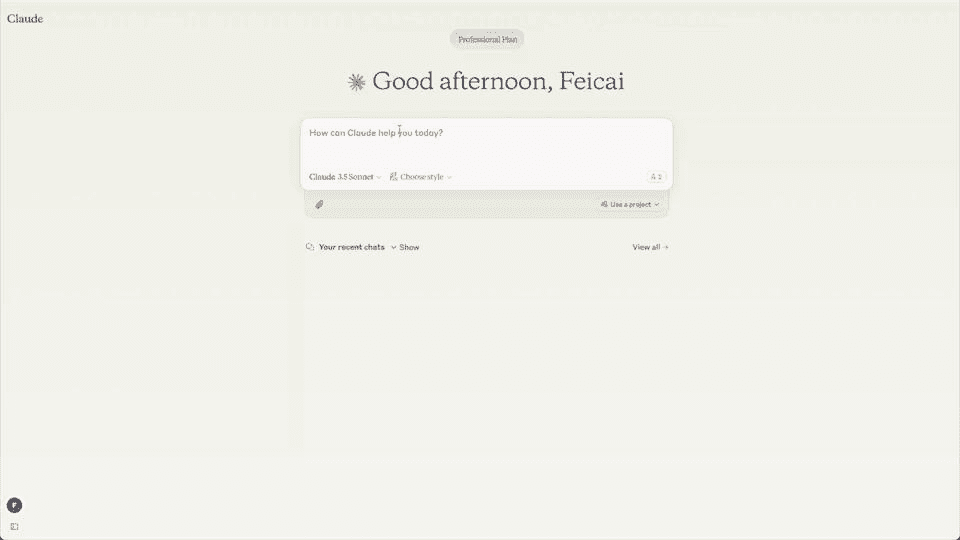 Claude
Professional Plan
Good afternoon, Feicai
How can Claude help you today?
Claude 3.5 Sonnet
Choose style
2
Use a project
Your recent chats
Show
View all →
F